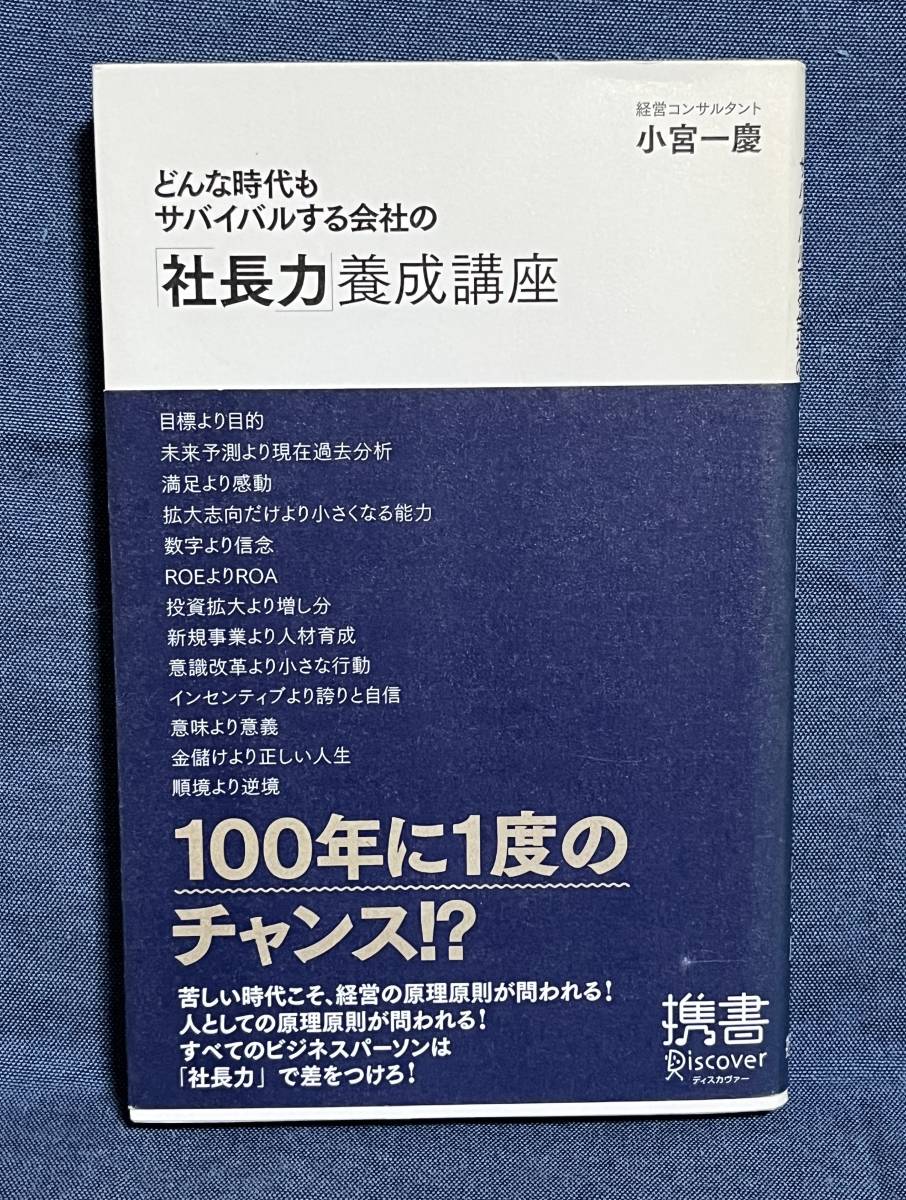 経営コンサルタント
小宮一慶
どんな時代も
サバイバルする会社の
「社長力」養成講座
目標より目的
未来予測より現在過去分析
満足より感動
拡大志向だけより小さくなる能力
数字より信念
ROEよりROA
投資拡大より増し分
新規事業より人材育成
意識改革より小さな行動
インセンティブより誇りと自信
意味より意義
金儲けより正しい人生
順境より逆境
100年に1度の
チャンス!?
苦しい時代こそ、経営の原理原則が問われる！
人としての原理原則が問われる！
すべてのビジネスパーソンは
「社長力」で差をつけろ！
携書
Discover
ディスカヴァー